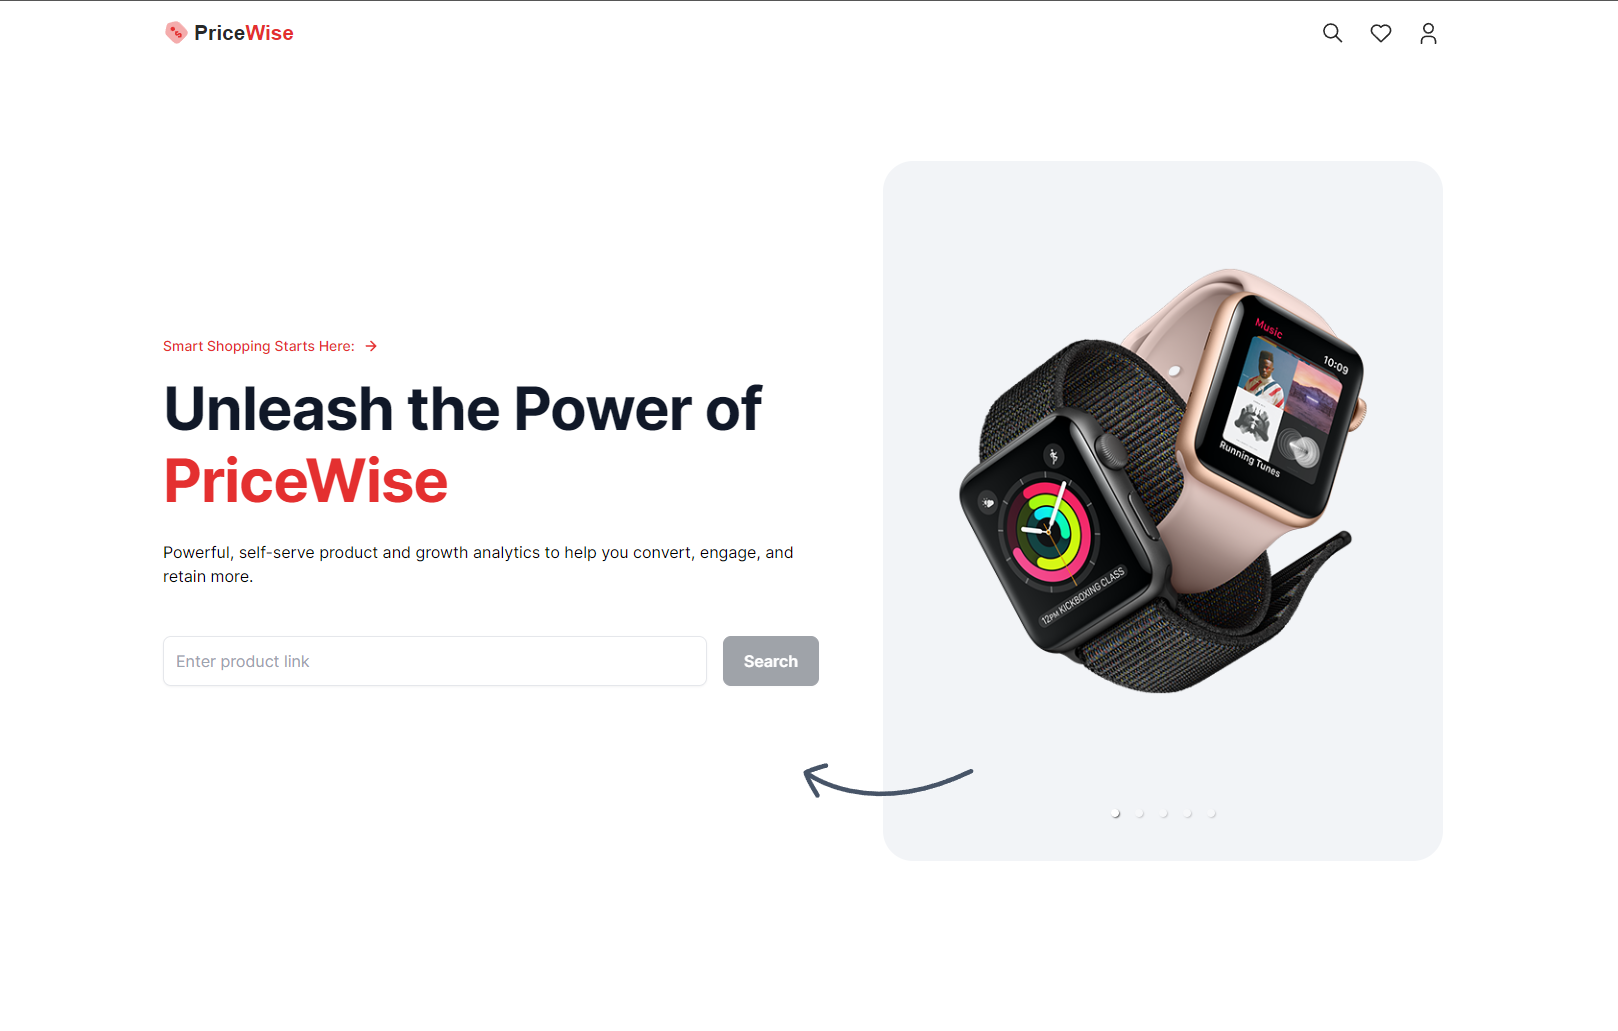 PriceWise
Smart Shopping Starts Here:
Unleash the Power of
PriceWise
Powerful, self-serve product and growth analytics to help you convert, engage, and
retain more.
Enter product link
Search
Music
10:09
Running Tunes
12PM KICKBOXING CLASS